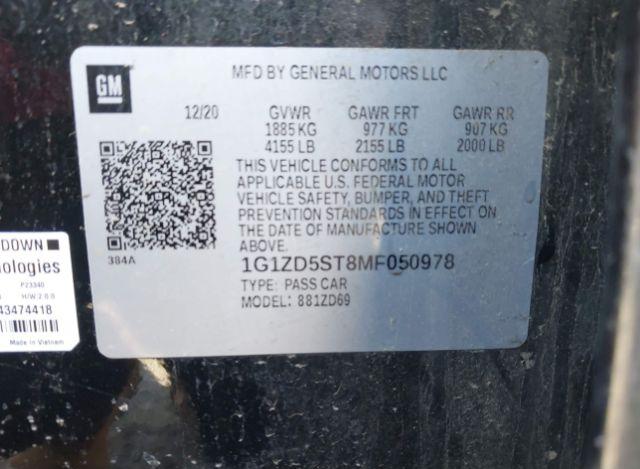 GM
MFD BY GENERAL MOTORS LLC
12/20 GVWR GAWR FRT GAWR RR
1885 KG 977 KG 907 KG
4155 LB 2155 LB 2000 LB
THIS VEHICLE CONFORMS TO ALL
APPLICABLE U.S. FEDERAL MOTOR
VEHICLE SAFETY, BUMPER, AND THEFT
PREVENTION STANDARDS IN EFFECT ON
THE DATE OF MANUFACTURE SHOWN
ABOVE.
384A
1G1ZD5ST8MF050978
TYPE: PASS CAR
MODEL: 881ZD69
DOWN
ologies
P23340
H/W:2.0.0
43474418
Made in Vietnam